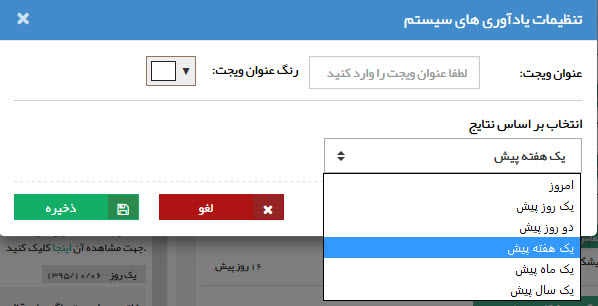 تنظیمات یادآوری های سیستم
عنوان ویجت:
لطفا عنوان ویجت را وارد کنید
رنگ عنوان ویجت:
انتخاب بر اساس نتایج
یک هفته پیش
امروز
یک روز پیش
دو روز پیش
یک هفته پیش
یک ماه پیش
یک سال پیش
لغو
ذخیره
جهت مشاهده آن اینجا کلیک کنید.
یک روز ۱۳۹۵/۱۰/۰۶
۱۶ روز پیش